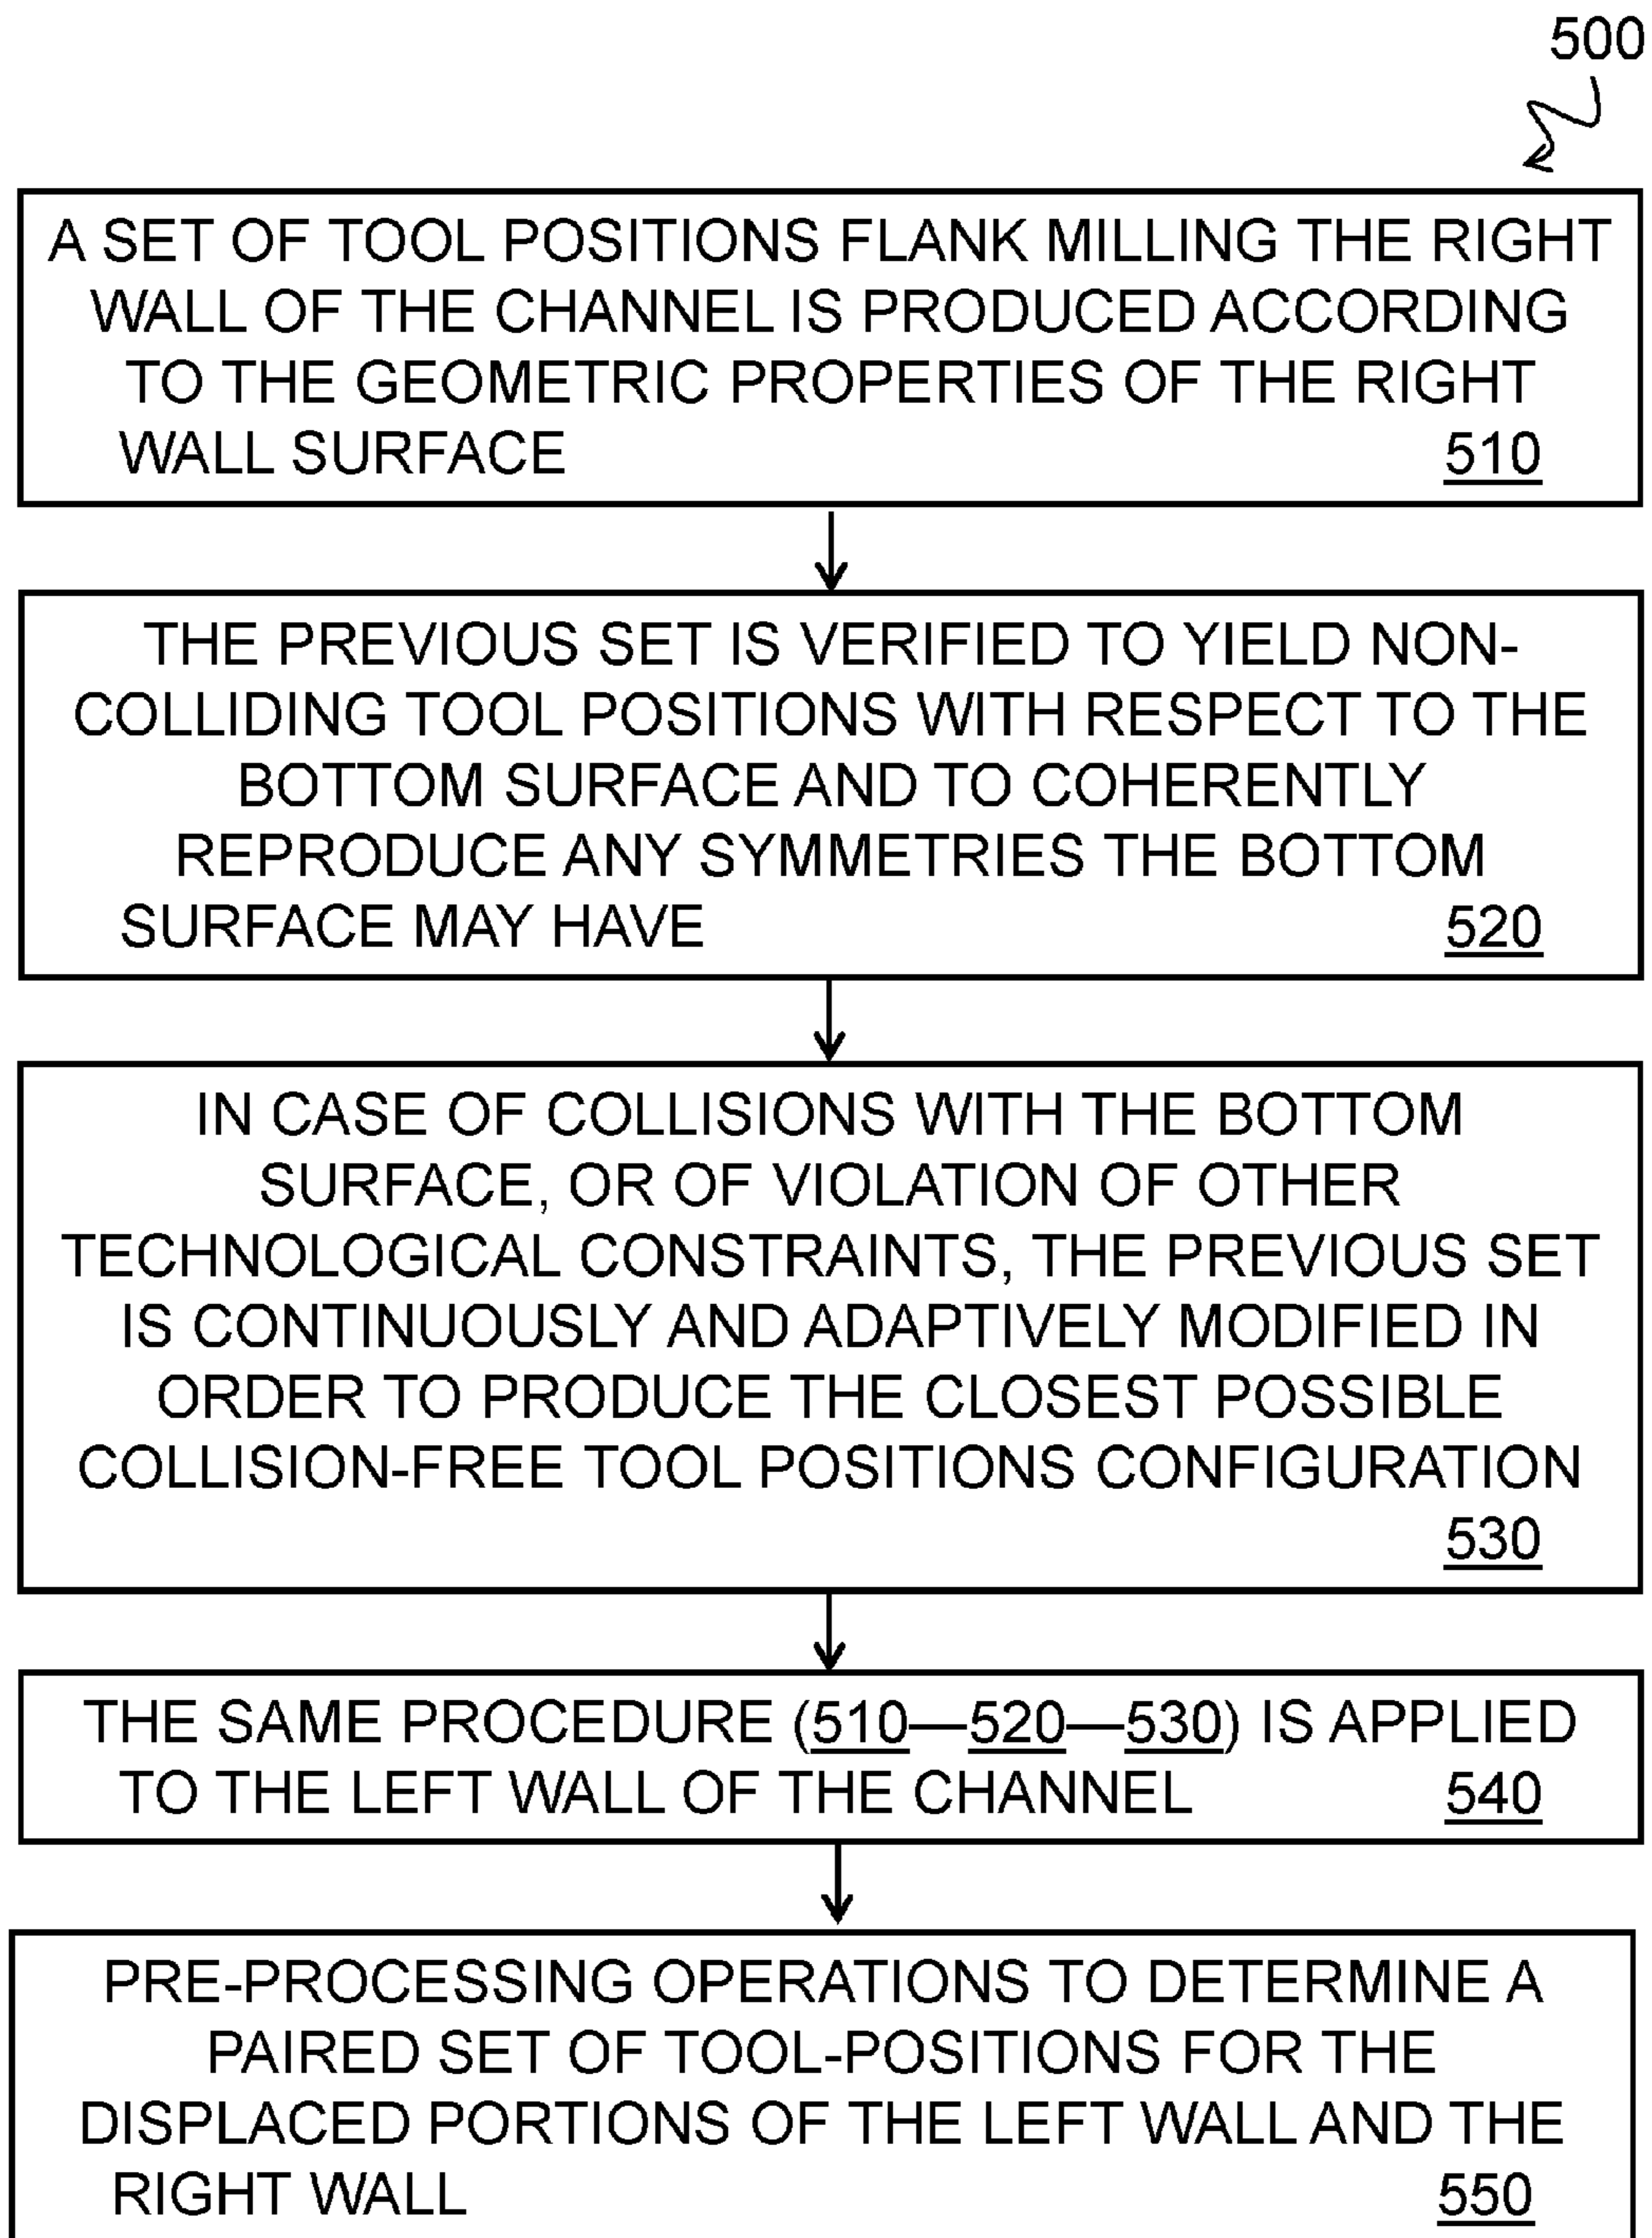 500
A SET OF TOOL POSITIONS FLANK MILLING THE RIGHT
WALL OF THE CHANNEL IS PRODUCED ACCORDING
TO THE GEOMETRIC PROPERTIES OF THE RIGHT
WALL SURFACE 510
THE PREVIOUS SET IS VERIFIED TO YIELD NON-
COLLIDING TOOL POSITIONS WITH RESPECT TO THE
BOTTOM SURFACE AND TO COHERENTLY
REPRODUCE ANY SYMMETRIES THE BOTTOM
SURFACE MAY HAVE 520
IN CASE OF COLLISIONS WITH THE BOTTOM
SURFACE, OR OF VIOLATION OF OTHER
TECHNOLOGICAL CONSTRAINTS, THE PREVIOUS SET
IS CONTINUOUSLY AND ADAPTIVELY MODIFIED IN
ORDER TO PRODUCE THE CLOSEST POSSIBLE
COLLISION-FREE TOOL POSITIONS CONFIGURATION
530
THE SAME PROCEDURE (510—520—530) IS APPLIED
TO THE LEFT WALL OF THE CHANNEL 540
PRE-PROCESSING OPERATIONS TO DETERMINE A
PAIRED SET OF TOOL-POSITIONS FOR THE
DISPLACED PORTIONS OF THE LEFT WALL AND THE
RIGHT WALL 550